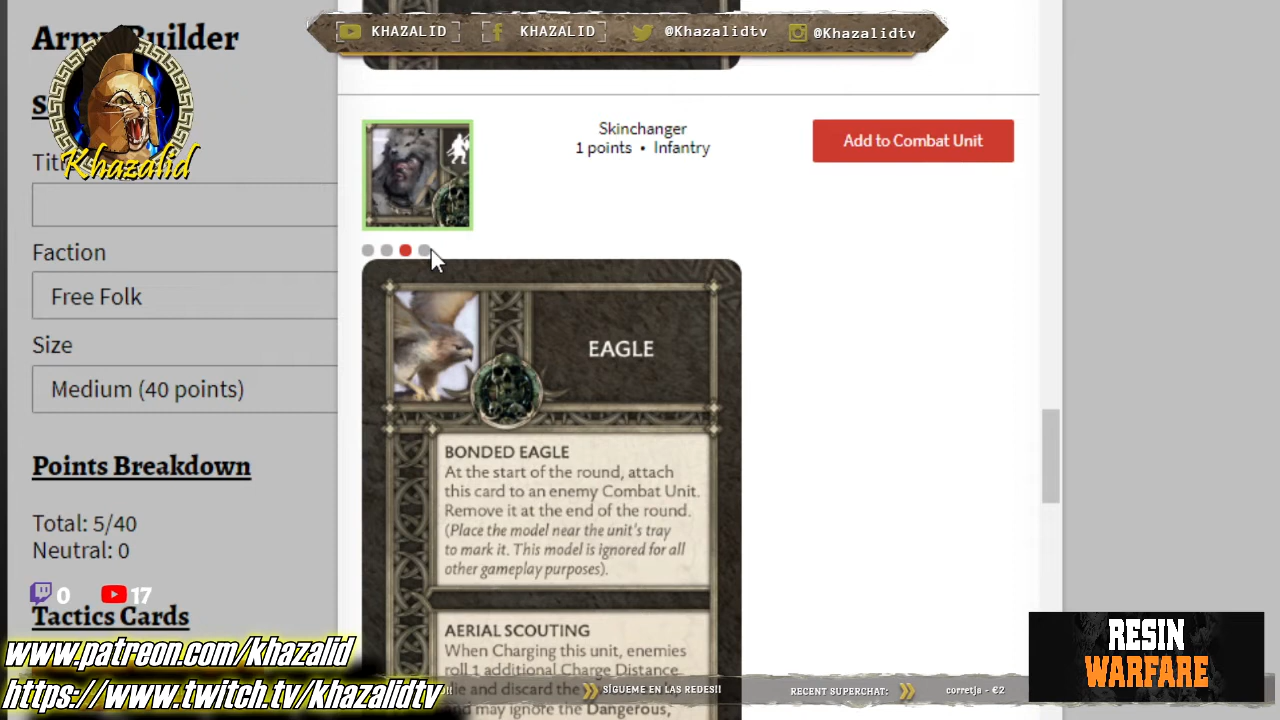 Army Builder
KHAZALID
KHAZALID
@Khazalidtv
@Khazalidtv
Khazalid
Faction
Free Folk
Size
Medium (40 points)
Points Breakdown
Total: 5/40
Neutral: 0
0 17
Tactics Cards
www.patreon.com/khazalid
https://www.twitch.tv/khazalidtv
Skinchanger
1 points • Infantry
Add to Combat Unit
EAGLE
BONDED EAGLE
At the start of the round, attach
this card to an enemy Combat Unit.
Remove it at the end of the round.
(Place the model near the unit's tray
to mark it. This model is ignored for all
other gameplay purposes).
AERIAL SCOUTING
When Charging this unit, enemies
roll 1 additional Charge Distance
die and discard the
and may ignore the Dangerous,
SÍGUEME EN LAS REDES!!
RECENT SUPERCHAT:
corretja - €2
RESIN
WARFARE